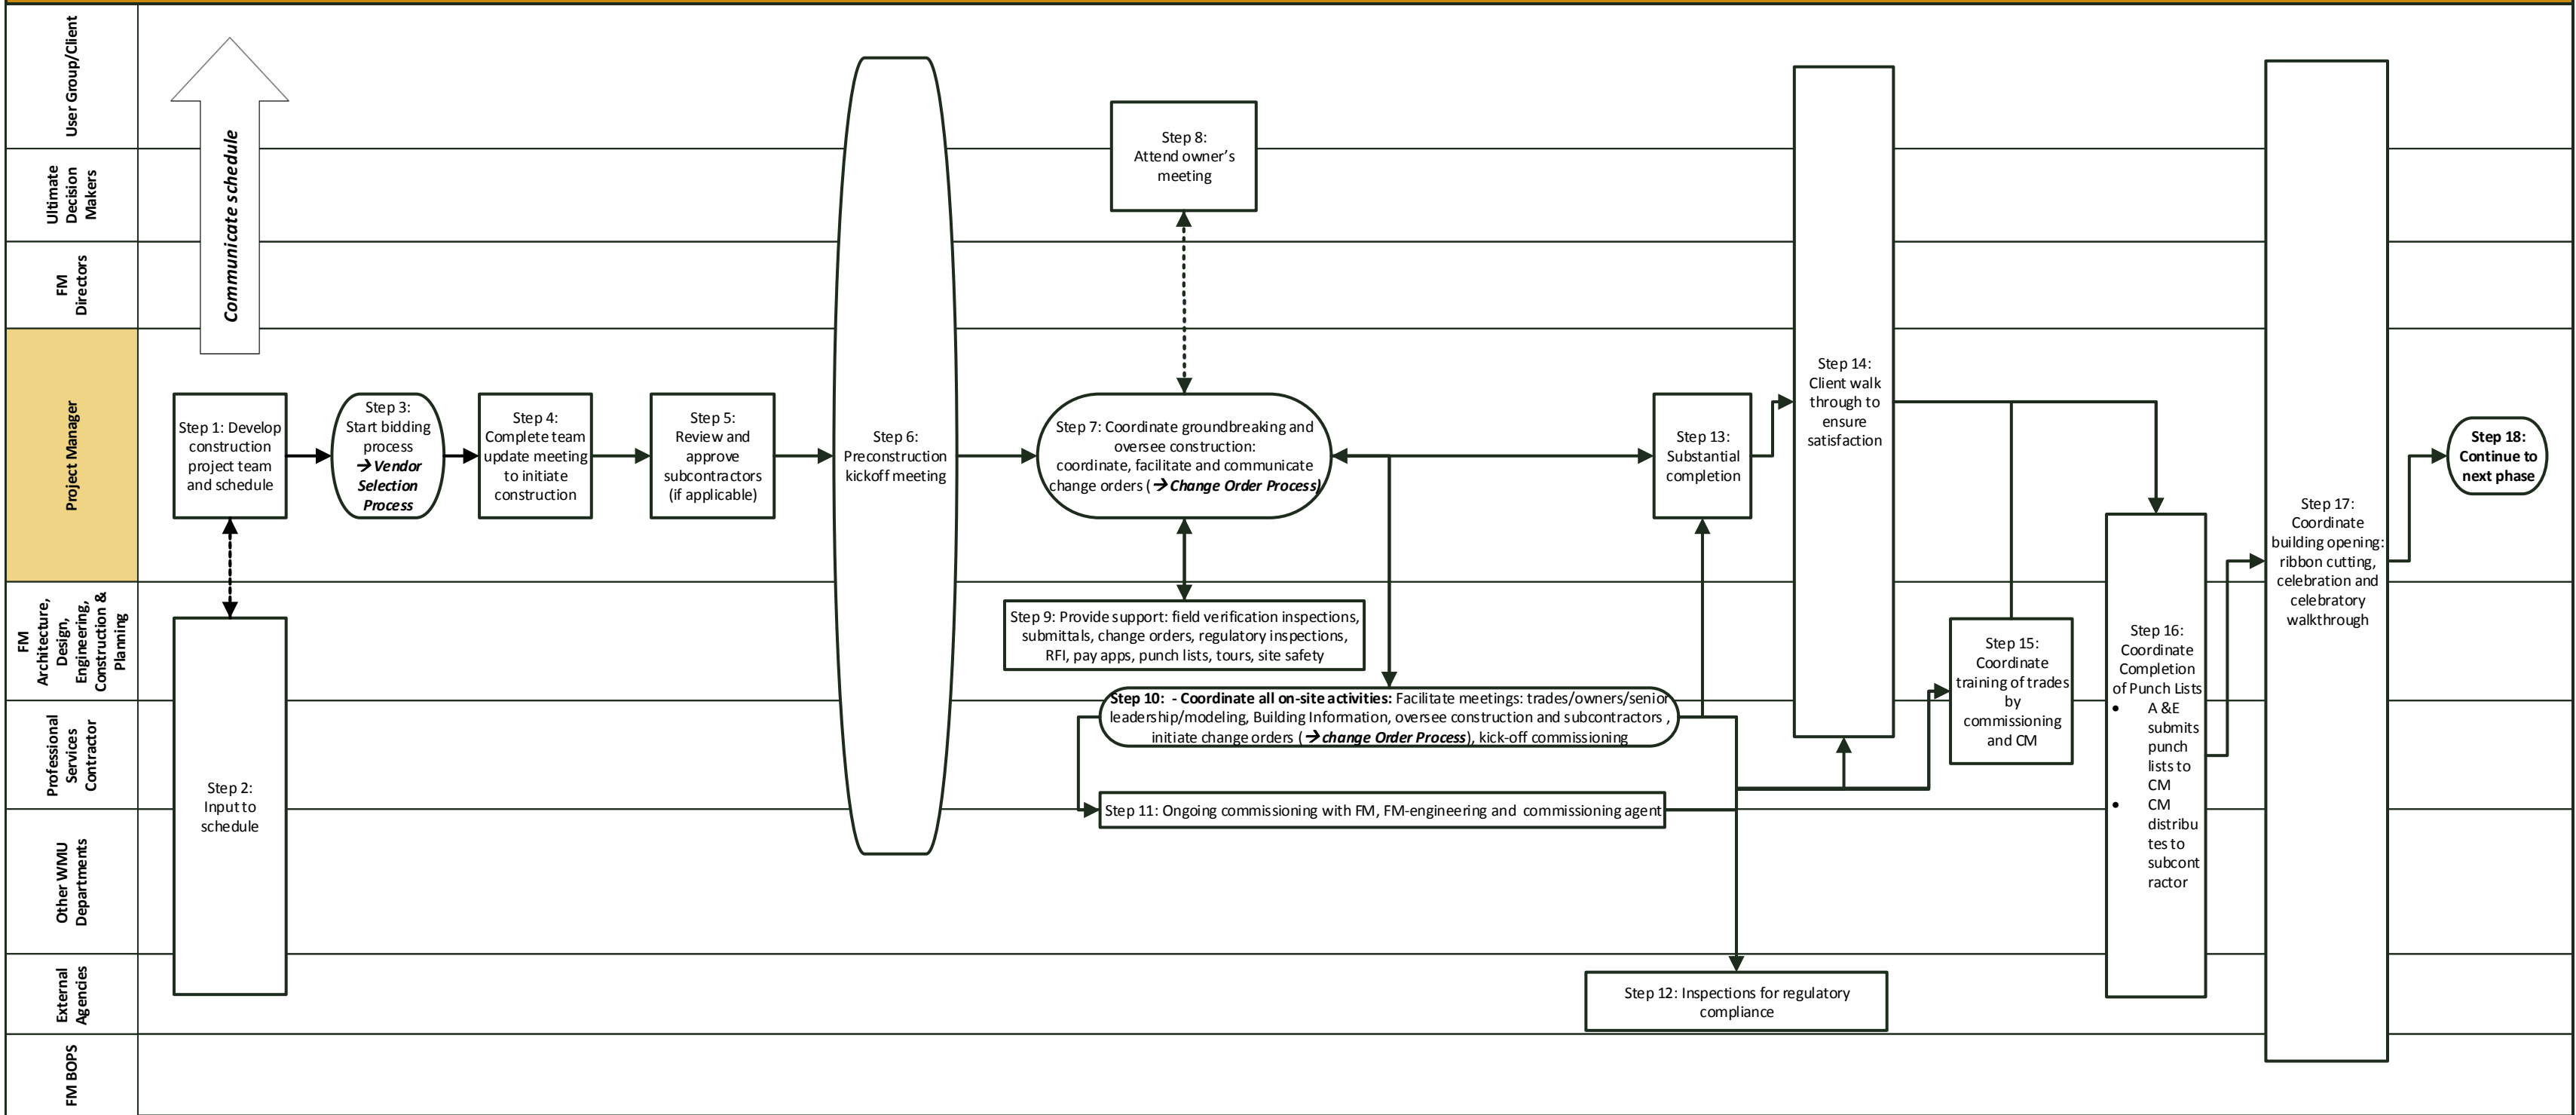 User Group/Client
Ultimate
Decision
Makers
FM
Directors
Project Manager
FM
Architecture,
Design,
Engineering,
Construction &
Planning
Professional
Services
Contractor
Other WMU
Departments
External
Agencies
FM BOPS
Communicate schedule
Step 1: Develop
construction
project team
and schedule
Step 2:
Input to
schedule
Step 3:
Start bidding
process
→ Vendor
Selection
Process
Step 4:
Complete team
update meeting
to initiate
construction
Step 5:
Review and
approve
subcontractors
(if applicable)
Step 6:
Preconstruction
kickoff meeting
Step 7: Coordinate groundbreaking and
oversee construction:
coordinate, facilitate and communicate
change orders (→ Change Order Process)
Step 8:
Attend owner’s
meeting
Step 9: Provide support: field verification inspections,
submittals, change orders, regulatory inspections,
RFI, pay apps, punch lists, tours, site safety
Step 10: - Coordinate all on-site activities: Facilitate meetings: trades/owners/senior
leadership/modeling, Building Information, oversee construction and subcontractors ,
initiate change orders (→ change Order Process), kick-off commissioning
Step 11: Ongoing commissioning with FM, FM-engineering and commissioning agent
Step 12: Inspections for regulatory
compliance
Step 13:
Substantial
completion
Step 14:
Client walk
through to
ensure
satisfaction
Step 15:
Coordinate
training of trades
by
commissioning
and CM
Step 16:
Coordinate
Completion
of Punch Lists
• A &E
submits
punch
lists to
CM
• CM
distribu
tes to
subcont
ractor
Step 17:
Coordinate
building opening:
ribbon cutting,
celebration and
celebratory
walkthrough
Step 18:
Continue to
next phase